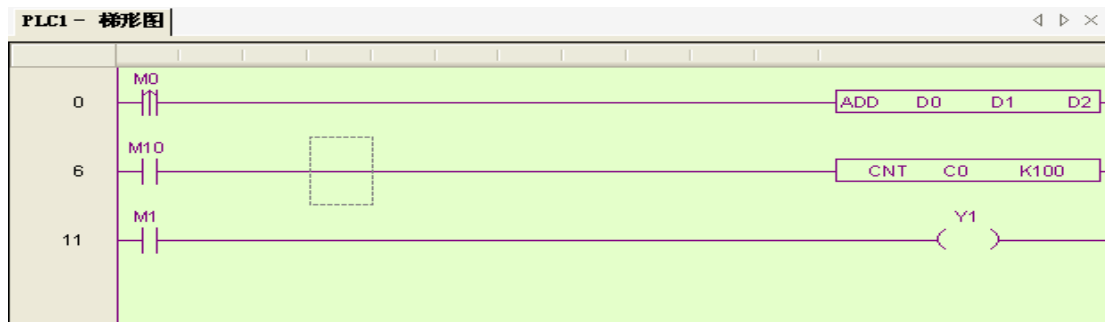 PLC1 - 梯形图
M0
0 ADD D0 D1 D2
M10
6 CNT C0 K100
M1 Y1
11